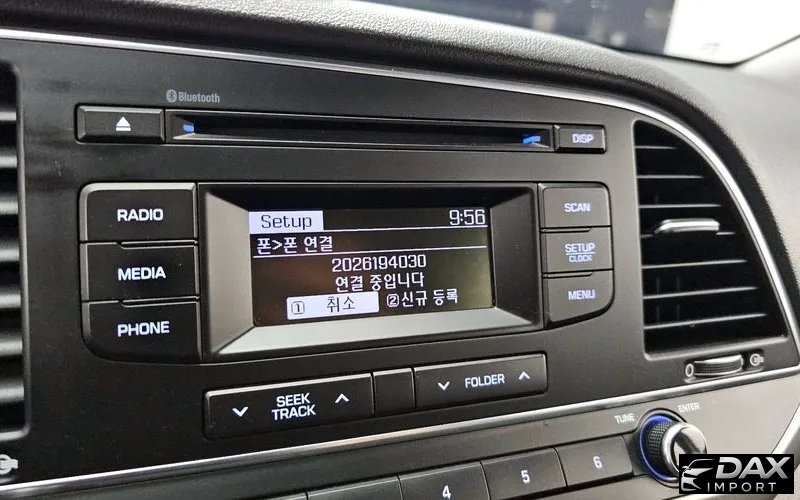 Bluetooth
DISP
RADIO
MEDIA
PHONE
Setup 9:56
폰>폰 연결
2026194030
연결 중입니다
① 취소 ②신규 등록
SCAN
SETUP
CLOCK
MENU
SEEK
TRACK
FOLDER
TUNE
ENTER
4
5
6
0
DAX
IMPORT